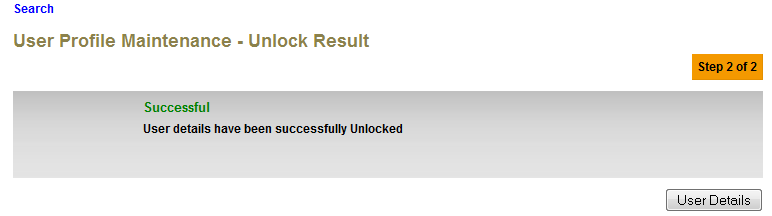 Search
User Profile Maintenance - Unlock Result
Step 2 of 2
Successful
User details have been successfully Unlocked
User Details